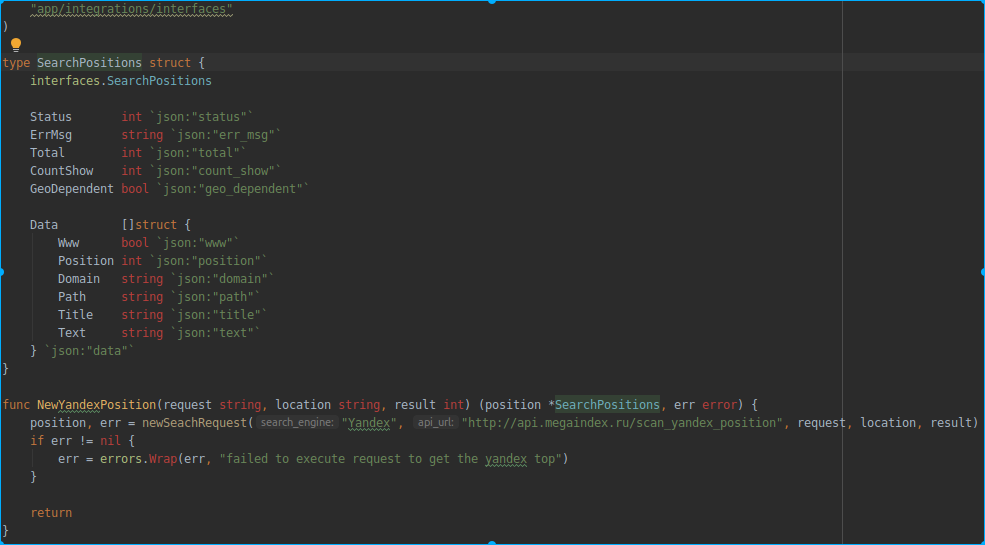 "app/integrations/interfaces"
)
type SearchPositions struct {
interfaces.SearchPositions
Status int `json:"status"`
ErrMsg string `json:"err_msg"`
Total int `json:"total"`
CountShow int `json:"count_show"`
GeoDependent bool `json:"geo_dependent"`
Data []struct {
Www bool `json:"www"`
Position int `json:"position"`
Domain string `json:"domain"`
Path string `json:"path"`
Title string `json:"title"`
Text string `json:"text"`
} `json:"data"`
}
func NewYandexPosition(request string, location string, result int) (position *SearchPositions, err error) {
position, err = newSeachRequest( search_engine: "Yandex", api_url: "http://api.megaindex.ru/scan_yandex_position", request, location, result)
if err != nil {
err = errors.Wrap(err, "failed to execute request to get the yandex top")
}
return
}